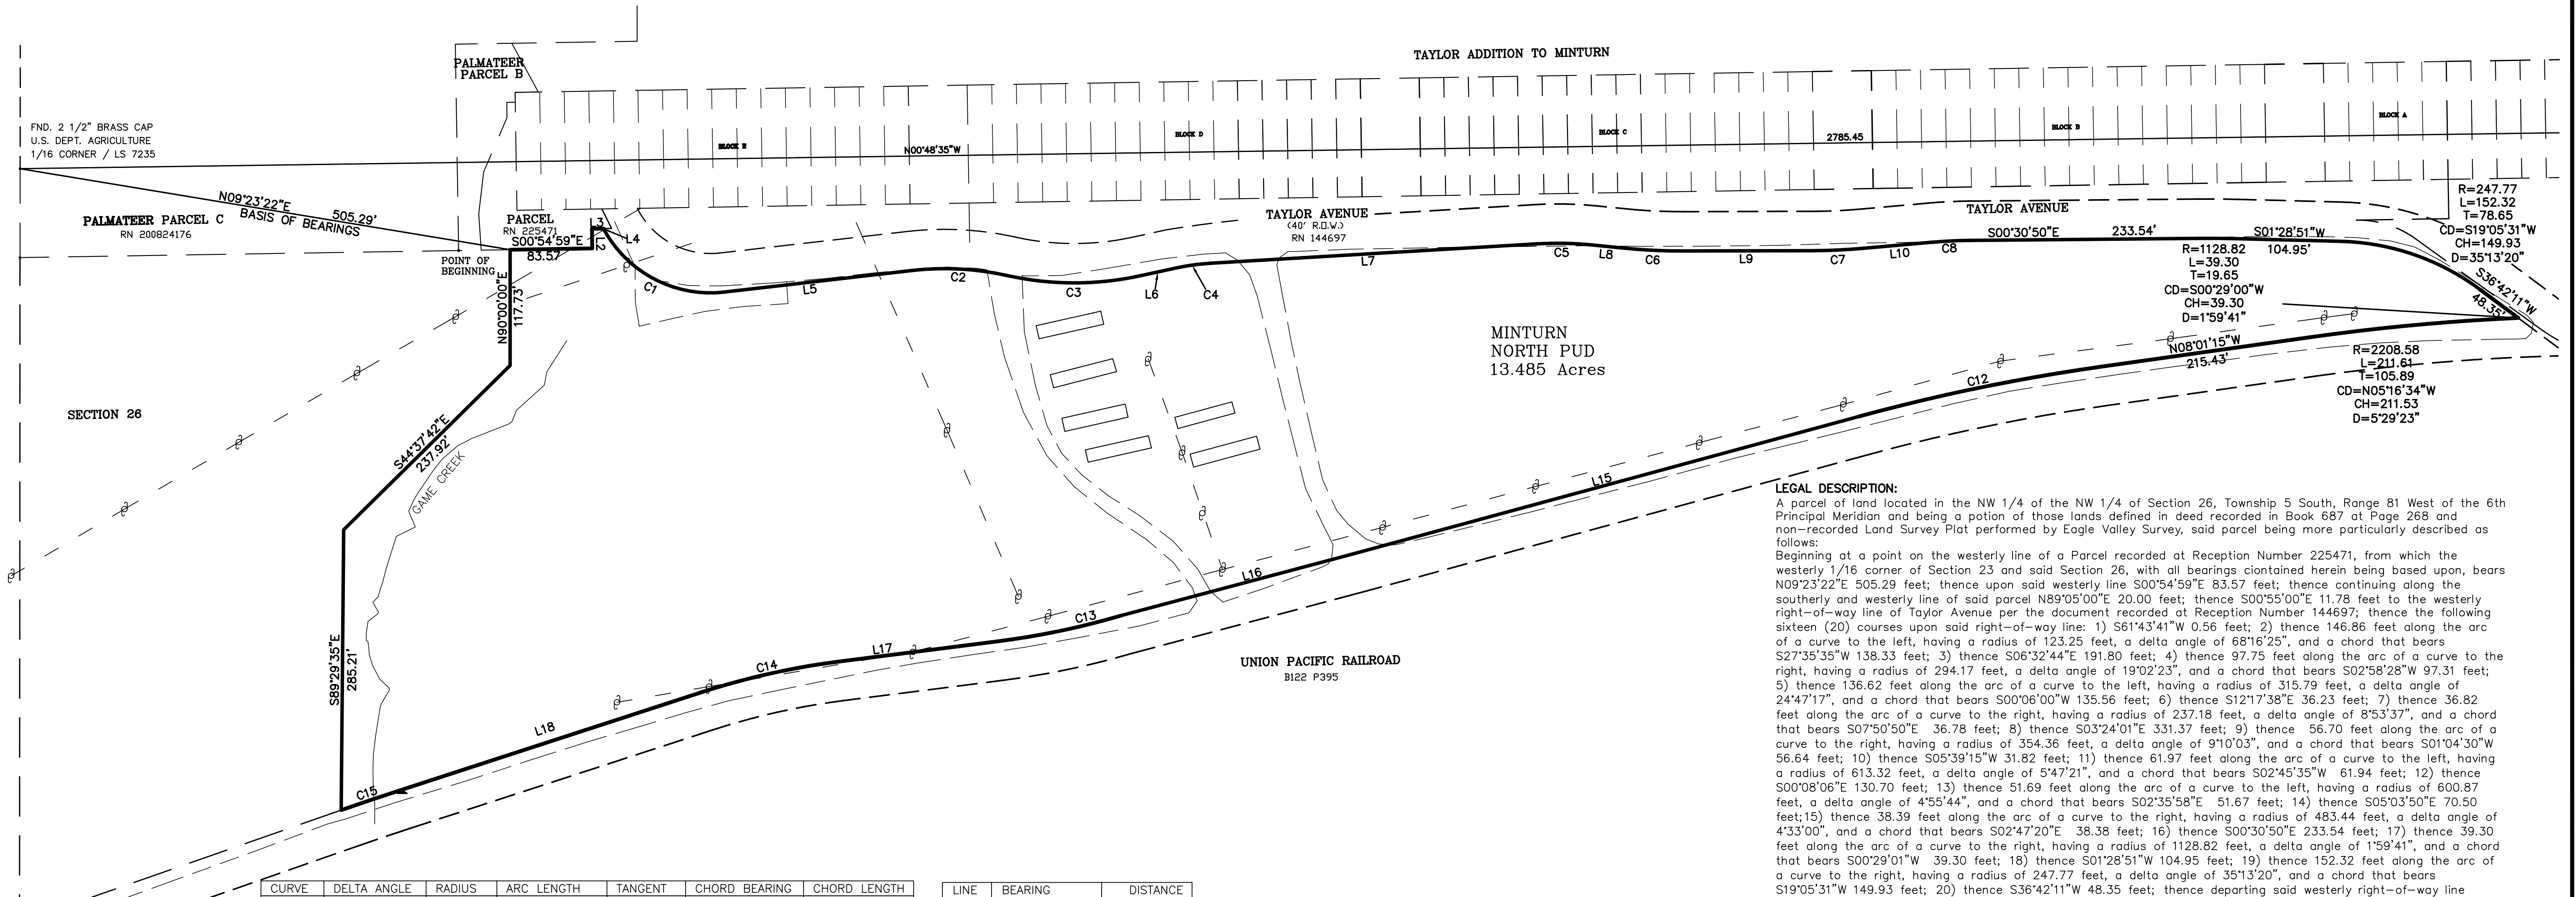 TAYLOR ADDITION TO MINTURN
PALMATEER
PARCEL B
FND. 2 1/2" BRASS CAP
U.S. DEPT. AGRICULTURE
1/16 CORNER / LS 7235
BLOCK E
N00°48'35"W
BLOCK D
BLOCK C
2785.45
BLOCK B
BLOCK A
N09°23'22"E 505.29'
BASIS OF BEARINGS
PALMATEER PARCEL C
RN 200824176
PARCEL
RN 225471
S00°54'59"E
83.57
L3
L2
L4
POINT OF
BEGINNING
N90°00'00"E
117.73'
C1
L5
C2
C3
L6
C4
TAYLOR AVENUE
(40' R.O.W.)
RN 144697
L7
C5
L8
C6
L9
C7
L10
C8
TAYLOR AVENUE
S00°30'50"E 233.54'
S01°28'51"W
104.95'
R=247.77
L=152.32
T=78.65
CD=S19°05'31"W
CH=149.93
D=35°13'20"
R=1128.82
L=39.30
T=19.65
CD=S00°29'00"W
CH=39.30
D=1°59'41"
S36°42'11"W
48.35'
N08°01'15"W
215.43'
R=2208.58
L=211.61
T=105.89
CD=N05°16'34"W
CH=211.53
D=5°29'23"
MINTURN
NORTH PUD
13.485 Acres
SECTION 26
S44°37'42"E
237.92'
GAME CREEK
S89°29'35"E
285.21'
C12
L15
L16
C13
L17
C14
L18
C15
UNION PACIFIC RAILROAD
B122 P395
LEGAL DESCRIPTION:
A parcel of land located in the NW 1/4 of the NW 1/4 of Section 26, Township 5 South, Range 81 West of the 6th
Principal Meridian and being a potion of those lands defined in deed recorded in Book 687 at Page 268 and
non-recorded Land Survey Plat performed by Eagle Valley Survey, said parcel being more particularly described as
follows:
Beginning at a point on the westerly line of a Parcel recorded at Reception Number 225471, from which the
westerly 1/16 corner of Section 23 and said Section 26, with all bearings ciontained herein being based upon, bears
N09°23'22"E 505.29 feet; thence upon said westerly line S00°54'59"E 83.57 feet; thence continuing along the
southerly and westerly line of said parcel N89°05'00"E 20.00 feet; thence S00°55'00"E 11.78 feet to the westerly
right-of-way line of Taylor Avenue per the document recorded at Reception Number 144697; thence the following
sixteen (20) courses upon said right-of-way line: 1) S61°43'41"W 0.56 feet; 2) thence 146.86 feet along the arc
of a curve to the left, having a radius of 123.25 feet, a delta angle of 68°16'25", and a chord that bears
S27°35'35"W 138.33 feet; 3) thence S06°32'44"E 191.80 feet; 4) thence 97.75 feet along the arc of a curve to the
right, having a radius of 294.17 feet, a delta angle of 19°02'23", and a chord that bears S02°58'28"W 97.31 feet;
5) thence 136.62 feet along the arc of a curve to the left, having a radius of 315.79 feet, a delta angle of
24°47'17", and a chord that bears S00°06'00"W 135.56 feet; 6) thence S12°17'38"E 36.23 feet; 7) thence 36.82
feet along the arc of a curve to the right, having a radius of 237.18 feet, a delta angle of 8°53'37", and a chord
that bears S07°50'50"E 36.78 feet; 8) thence S03°24'01"E 331.37 feet; 9) thence 56.70 feet along the arc of a
curve to the right, having a radius of 354.36 feet, a delta angle of 9°10'03", and a chord that bears S01°04'30"W
56.64 feet; 10) thence S05°39'15"W 31.82 feet; 11) thence 61.97 feet along the arc of a curve to the left, having
a radius of 613.32 feet, a delta angle of 5°47'21", and a chord that bears S02°45'35"W 61.94 feet; 12) thence
S00°08'06"E 130.70 feet; 13) thence 51.69 feet along the arc of a curve to the left, having a radius of 600.87
feet, a delta angle of 4°55'44", and a chord that bears S02°35'58"E 51.67 feet; 14) thence S05°03'50"E 70.50
feet;15) thence 38.39 feet along the arc of a curve to the right, having a radius of 483.44 feet, a delta angle of
4°33'00", and a chord that bears S02°47'20"E 38.38 feet; 16) thence S00°30'50"E 233.54 feet; 17) thence 39.30
feet along the arc of a curve to the right, having a radius of 1128.82 feet, a delta angle of 1°59'41", and a chord
that bears S00°29'01"W 39.30 feet; 18) thence S01°28'51"W 104.95 feet; 19) thence 152.32 feet along the arc of
a curve to the right, having a radius of 247.77 feet, a delta angle of 35°13'20", and a chord that bears
S19°05'31"W 149.93 feet; 20) thence S36°42'11"W 48.35 feet; thence departing said westerly right-of-way line
CURVE DELTA ANGLE RADIUS ARC LENGTH TANGENT CHORD BEARING CHORD LENGTH
LINE BEARING DISTANCE